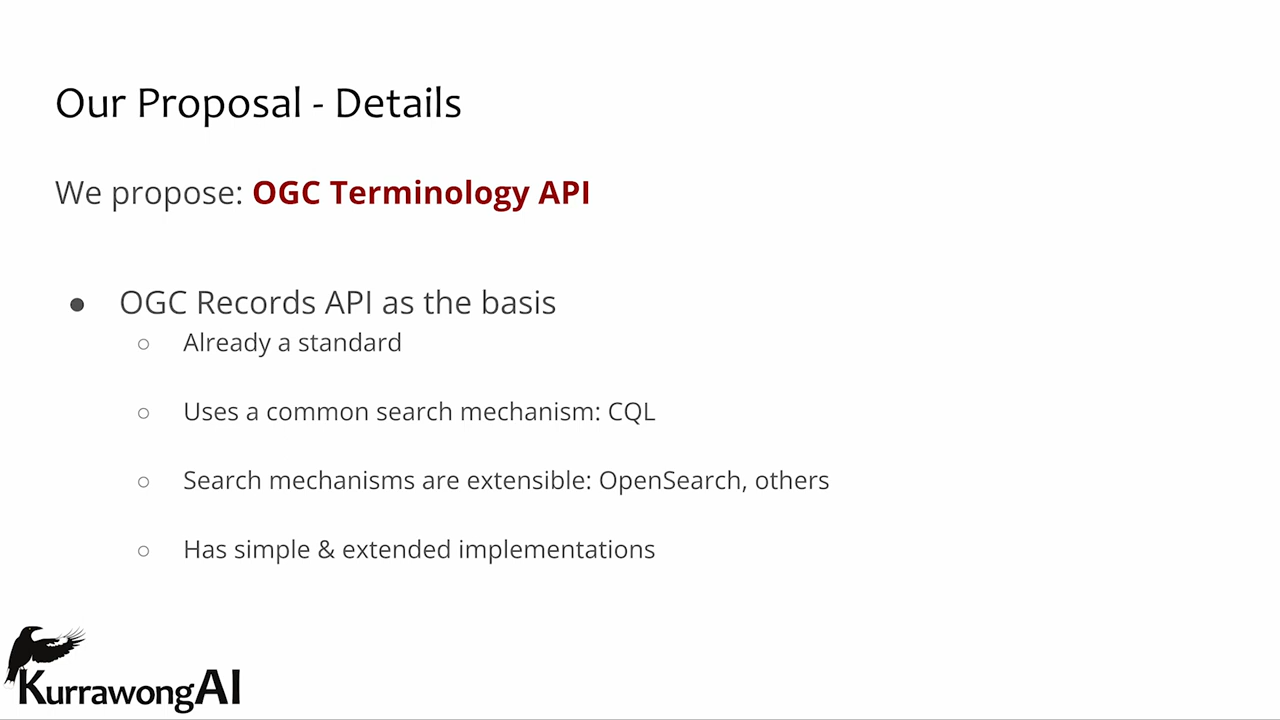 Our Proposal - Details
We propose: OGC Terminology API
● OGC Records API as the basis
○ Already a standard
○ Uses a common search mechanism: CQL
○ Search mechanisms are extensible: OpenSearch, others
○ Has simple & extended implementations
KurrawongAI